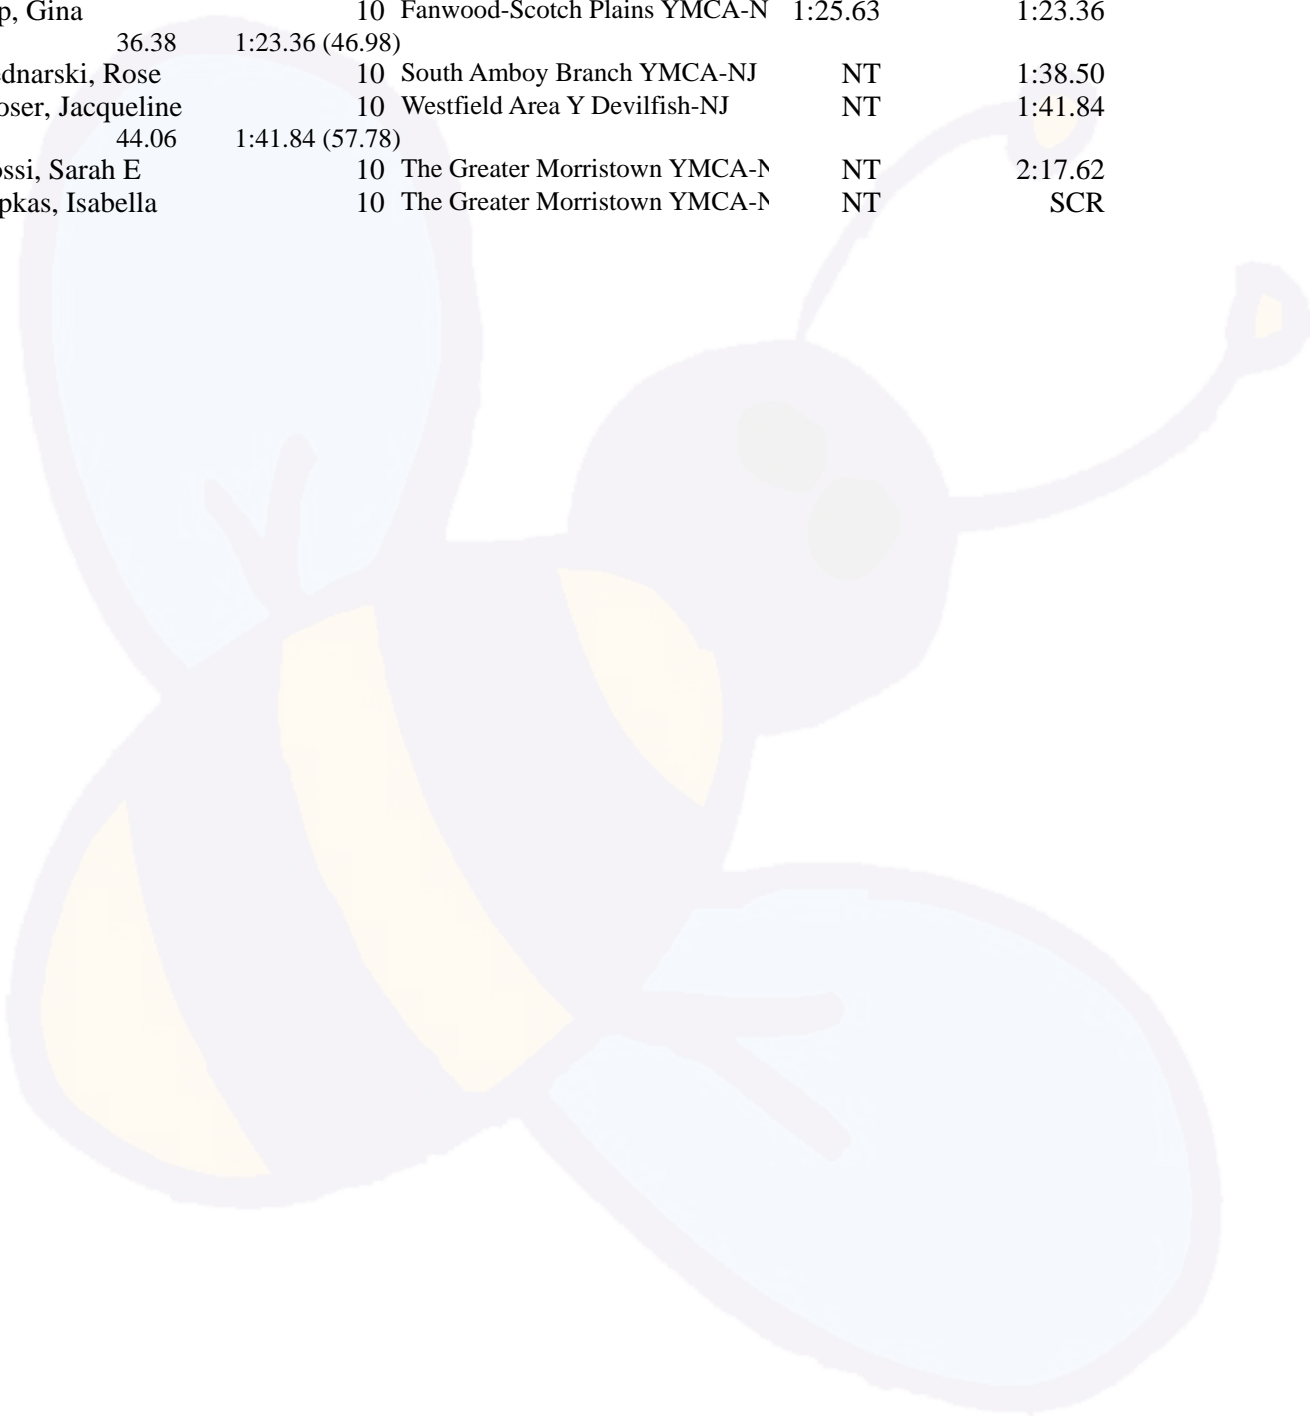 p, Gina 10 Fanwood-Scotch Plains YMCA-N 1:25.63 1:23.36
36.38 1:23.36 (46.98)
ednarski, Rose 10 South Amboy Branch YMCA-NJ NT 1:38.50
oser, Jacqueline 10 Westfield Area Y Devilfish-NJ NT 1:41.84
44.06 1:41.84 (57.78)
ossi, Sarah E 10 The Greater Morristown YMCA-N NT 2:17.62
pkas, Isabella 10 The Greater Morristown YMCA-N NT SCR